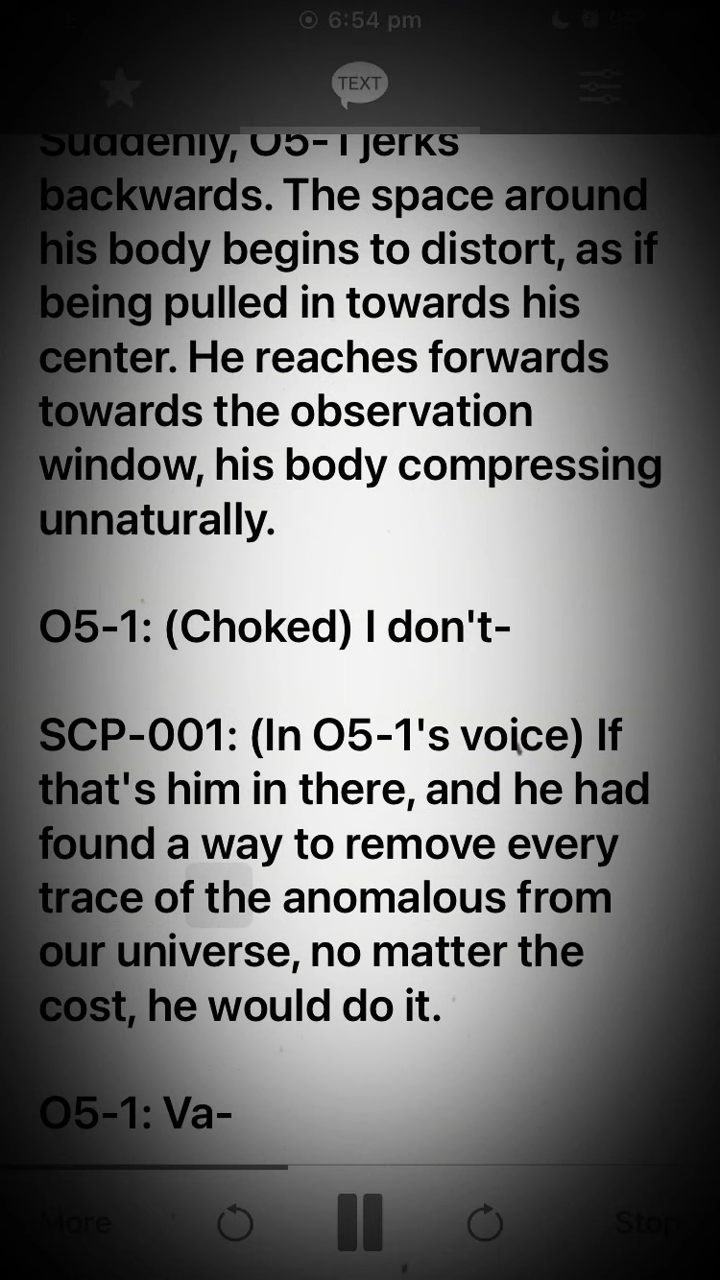 6:54 pm
TEXT
Suddenly, O5-1 jerks
backwards. The space around
his body begins to distort, as if
being pulled in towards his
center. He reaches forwards
towards the observation
window, his body compressing
unnaturally.
O5-1: (Choked) I don't-
SCP-001: (In O5-1's voice) If
that's him in there, and he had
found a way to remove every
trace of the anomalous from
our universe, no matter the
cost, he would do it.
O5-1: Va-
More
Stop